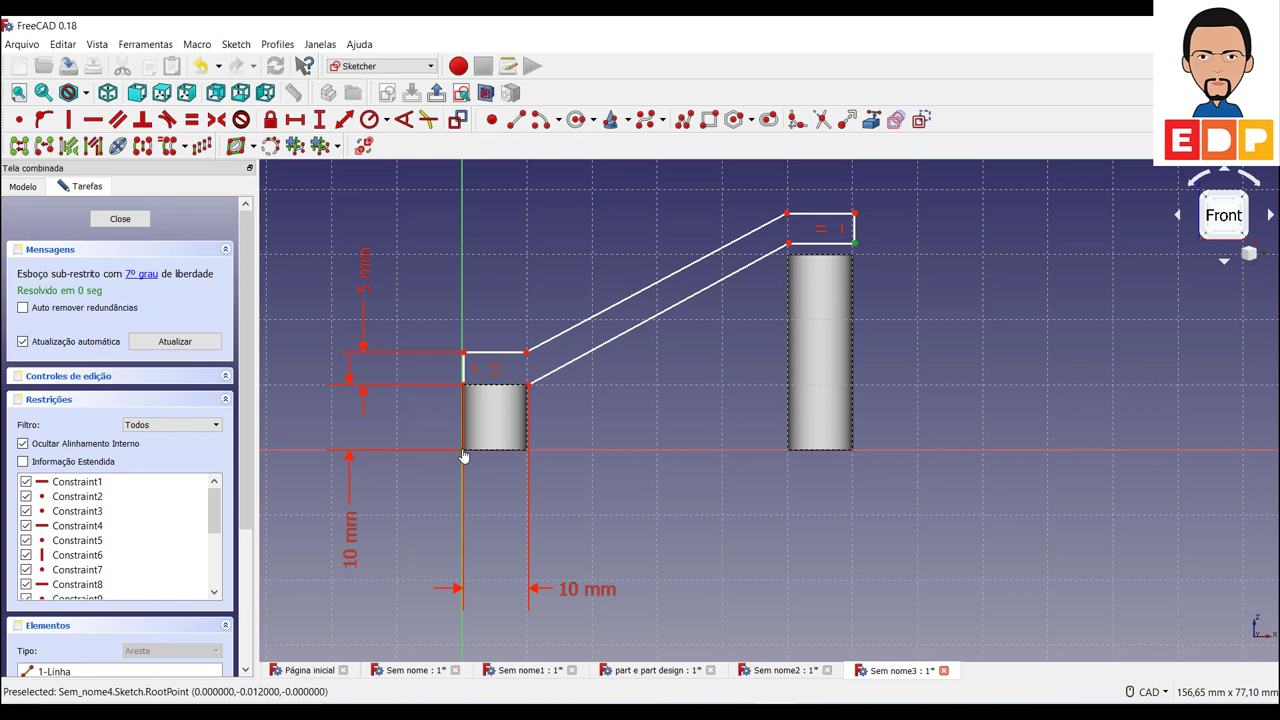 FreeCAD 0.18
Arquivo Editar Vista Ferramentas Macro Sketch Profiles Janelas Ajuda
Sketcher
EDP
Tela combinada
Modelo Tarefas
Close
Mensagens
Esboço sub-restrito com 7º grau de liberdade
Resolvido em 0 seg
Auto remover redundâncias
Atualização automática Atualizar
Controles de edição
Restrições
Filtro: Todos
Ocultar Alinhamento Interno
Informação Estendida
Constraint1
Constraint2
Constraint3
Constraint4
Constraint5
Constraint6
Constraint7
Constraint8
Constraint9
Elementos
Tipo: Aresta
1-Linha
5 mm
10 mm
10 mm
Front
Z
X
Página inicial Sem nome : 1* Sem nome1 : 1* part e part design : 1* Sem nome2 : 1* Sem nome3 : 1*
Preselected: Sem_nome4.Sketch.RootPoint (0.000000,-0.012000,-0.000000)
CAD 156,65 mm x 77,10 mm